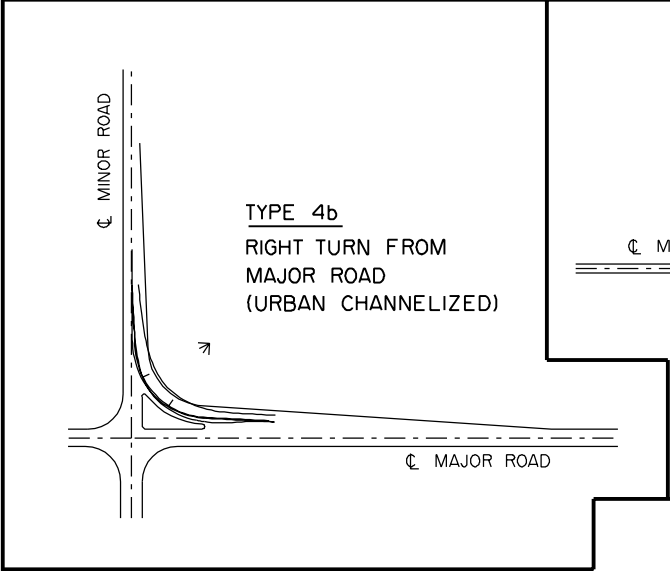 ℄ MINOR ROAD
TYPE 4b
RIGHT TURN FROM
MAJOR ROAD
(URBAN CHANNELIZED)
℄ M
℄ MAJOR ROAD